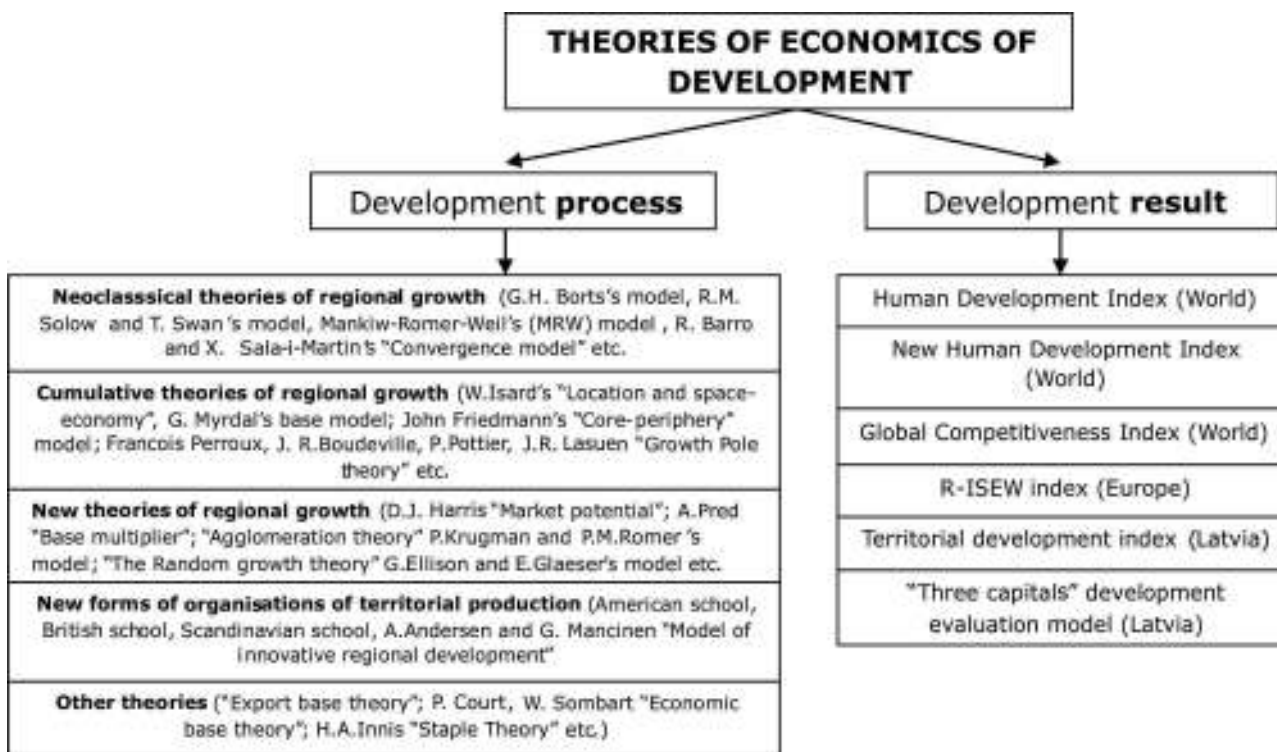 THEORIES OF ECONOMICS OF
DEVELOPMENT
Development process
Development result
Neoclasssical theories of regional growth (G.H. Borts's model, R.M.
Solow and T. Swan's model, Mankiw-Romer-Weil's (MRW) model , R. Barro
and X. Sala-i-Martin's "Convergence model" etc.
Cumulative theories of regional growth (W.Isard's "Location and space-
economy", G. Myrdal's base model; John Friedmann's "Core-periphery"
model; Francois Perroux, J. R.Boudeville, P.Pottier, J.R. Lasuen "Growth Pole
theory" etc.
New theories of regional growth (D.J. Harris "Market potential"; A.Pred
"Base multiplier"; "Agglomeration theory" P.Krugman and P.M.Romer's
model; "The Random growth theory" G.Ellison and E.Glaeser's model etc.
New forms of organisations of territorial production (American school,
British school, Scandinavian school, A.Andersen and G. Mancinen "Model of
innovative regional development"
Other theories ("Export base theory"; P. Court, W. Sombart "Economic
base theory"; H.A.Innis "Staple Theory" etc.)
Human Development Index (World)
New Human Development Index
(World)
Global Competitiveness Index (World)
R-ISEW index (Europe)
Territorial development index (Latvia)
"Three capitals" development
evaluation model (Latvia)